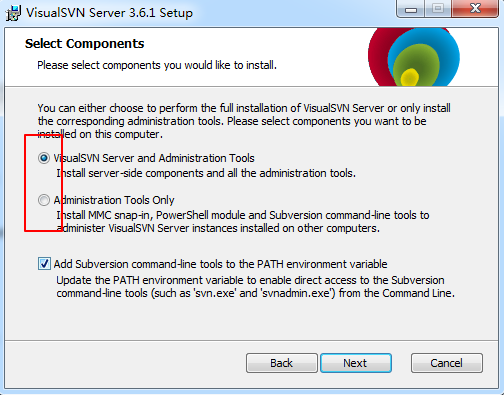 VisualSVN Server 3.6.1 Setup
Select Components
Please select components you would like to install.
You can either choose to perform the full installation of VisualSVN Server or only install
the corresponding administration tools. Please select components you want to be
installed on this computer.
VisualSVN Server and Administration Tools
Install server-side components and all the administration tools.
Administration Tools Only
Install MMC snap-in, PowerShell module and Subversion command-line tools to
administer VisualSVN Server instances installed on other computers.
Add Subversion command-line tools to the PATH environment variable
Update the PATH environment variable to enable direct access to the Subversion
command-line tools (such as 'svn.exe' and 'svnadmin.exe') from the Command Line.
Back Next Cancel